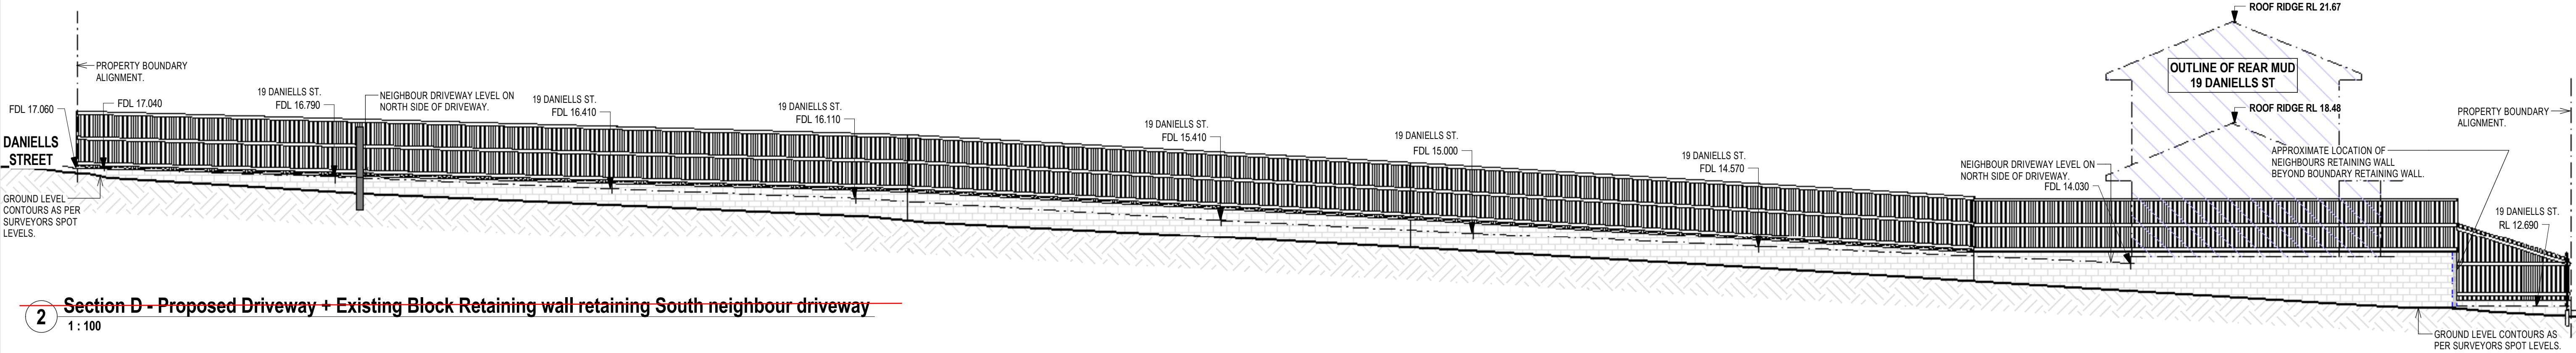 ROOF RIDGE RL 21.67
PROPERTY BOUNDARY
ALIGNMENT.
OUTLINE OF REAR MUD
19 DANIELLS ST
FDL 17.060
FDL 17.040
19 DANIELLS ST.
FDL 16.790
NEIGHBOUR DRIVEWAY LEVEL ON
NORTH SIDE OF DRIVEWAY.
19 DANIELLS ST.
FDL 16.410
19 DANIELLS ST.
FDL 16.110
19 DANIELLS ST.
FDL 15.410
19 DANIELLS ST.
FDL 15.000
19 DANIELLS ST.
FDL 14.570
ROOF RIDGE RL 18.48
PROPERTY BOUNDARY
ALIGNMENT.
DANIELLS
STREET
NEIGHBOUR DRIVEWAY LEVEL ON
NORTH SIDE OF DRIVEWAY.
FDL 14.030
APPROXIMATE LOCATION OF
NEIGHBOURS RETAINING WALL
BEYOND BOUNDARY RETAINING WALL.
19 DANIELLS ST.
RL 12.690
GROUND LEVEL
CONTOURS AS PER
SURVEYORS SPOT
LEVELS.
2
Section D - Proposed Driveway + Existing Block Retaining wall retaining South neighbour driveway
1 : 100
GROUND LEVEL CONTOURS AS
PER SURVEYORS SPOT LEVELS.